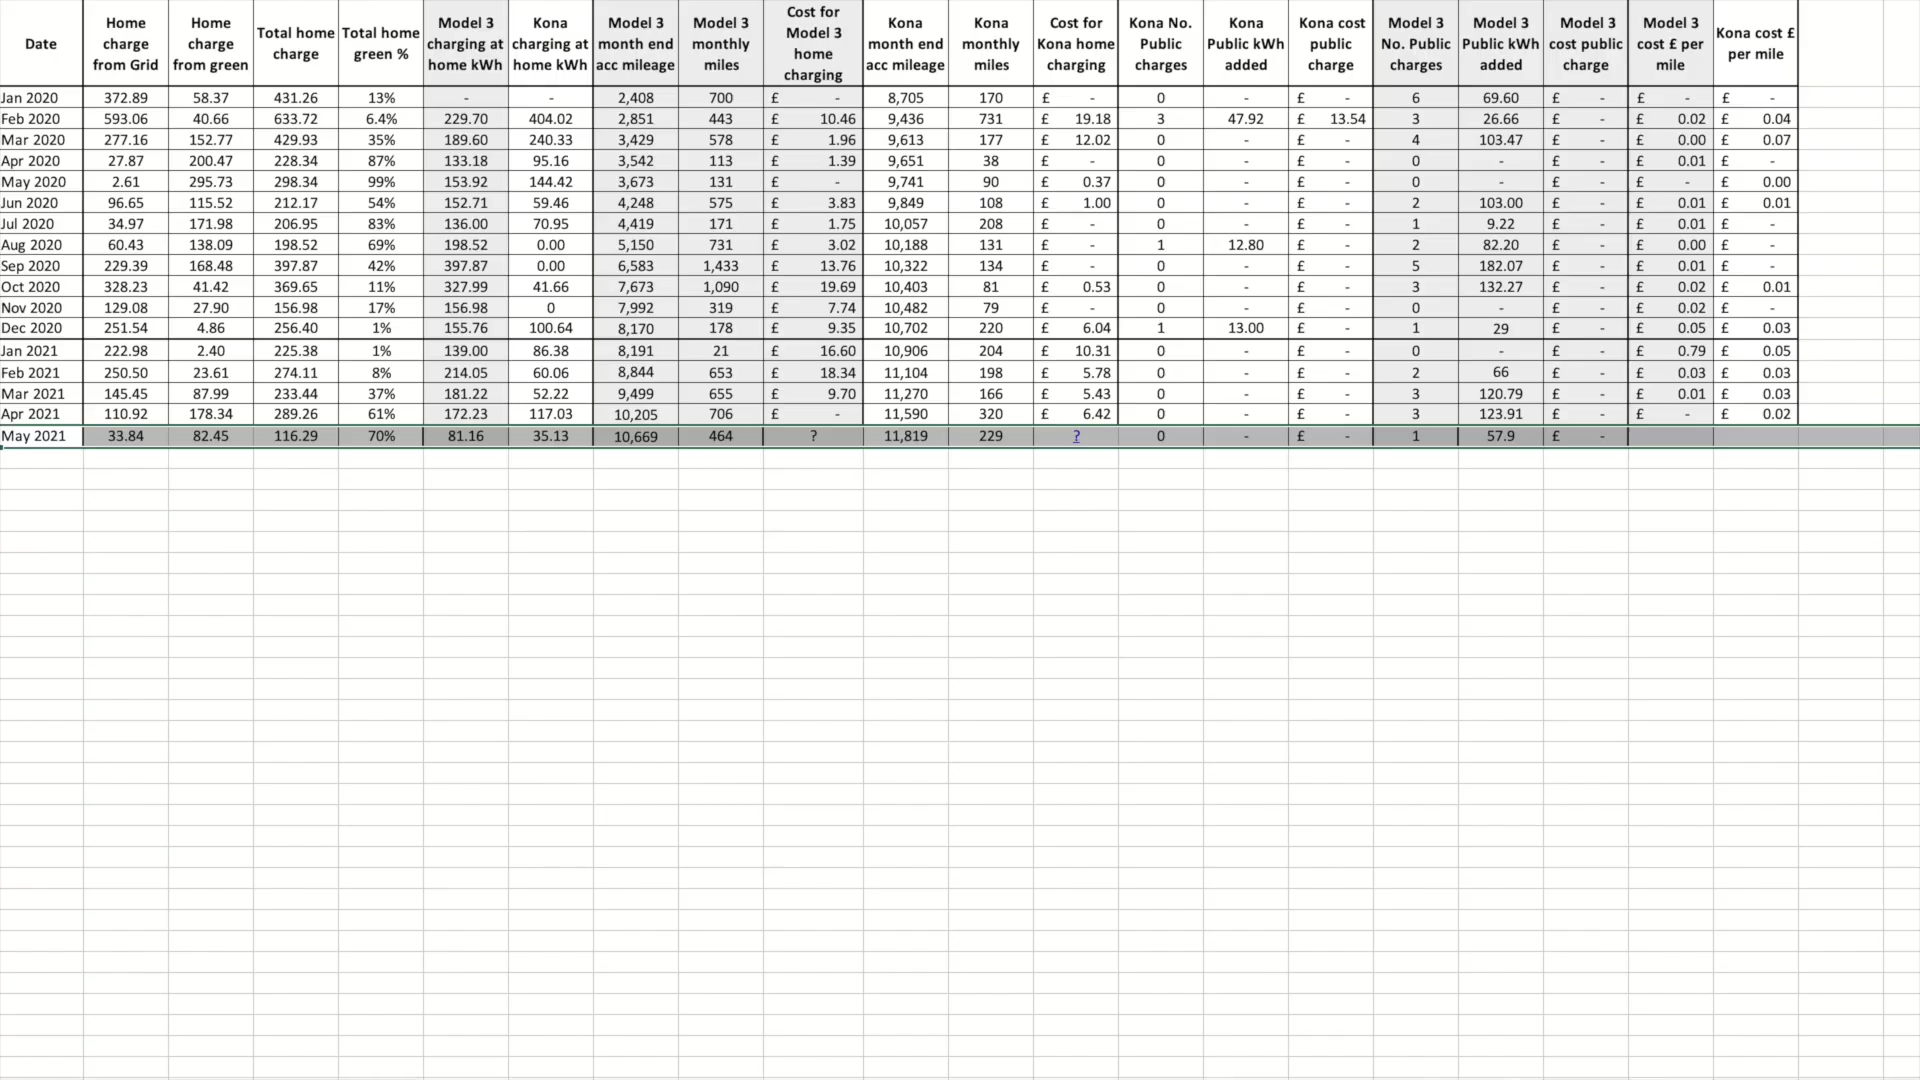 Date Home charge from Grid Home charge from green Total home charge Total home green % Model 3 charging at home kWh Kona charging at home kWh Model 3 month end acc mileage Model 3 monthly miles Cost for Model 3 home charging Kona month end acc mileage Kona monthly miles Cost for Kona home charging Kona No. Public charges Kona Public kWh added Kona cost public charge Model 3 No. Public charges Model 3 Public kWh added Model 3 cost public charge Model 3 cost £ per mile Kona cost £ per mile
Jan 2020 372.89 58.37 431.26 13% - - 2,408 700 £ - 8,705 170 £ - 0 - £ - 6 69.60 £ - £ - £ -
Feb 2020 593.06 40.66 633.72 6.4% 229.70 404.02 2,851 443 £ 10.46 9,436 731 £ 19.18 3 47.92 £ 13.54 3 26.66 £ - £ 0.02 £ 0.04
Mar 2020 277.16 152.77 429.93 35% 189.60 240.33 3,429 578 £ 1.96 9,613 177 £ 12.02 0 - £ - 4 103.47 £ - £ 0.00 £ 0.07
Apr 2020 27.87 200.47 228.34 87% 133.18 95.16 3,542 113 £ 1.39 9,651 38 £ - 0 - £ - 0 - £ - £ 0.01 £ -
May 2020 2.61 295.73 298.34 99% 153.92 144.42 3,673 131 £ - 9,741 90 £ 0.37 0 - £ - 0 - £ - £ - £ 0.00
Jun 2020 96.65 115.52 212.17 54% 152.71 59.46 4,248 575 £ 3.83 9,849 108 £ 1.00 0 - £ - 2 103.00 £ - £ 0.01 £ 0.01
Jul 2020 34.97 171.98 206.95 83% 136.00 70.95 4,419 171 £ 1.75 10,057 208 £ - 0 - £ - 1 9.22 £ - £ 0.01 £ -
Aug 2020 60.43 138.09 198.52 69% 198.52 0.00 5,150 731 £ 3.02 10,188 131 £ - 1 12.80 £ - 2 82.20 £ - £ 0.00 £ -
Sep 2020 229.39 168.48 397.87 42% 397.87 0.00 6,583 1,433 £ 13.76 10,322 134 £ - 0 - £ - 5 182.07 £ - £ 0.01 £ -
Oct 2020 328.23 41.42 369.65 11% 327.99 41.66 7,673 1,090 £ 19.69 10,403 81 £ 0.53 0 - £ - 3 132.27 £ - £ 0.02 £ 0.01
Nov 2020 129.08 27.90 156.98 17% 156.98 0 7,992 319 £ 7.74 10,482 79 £ - 0 - £ - 0 - £ - £ 0.02 £ -
Dec 2020 251.54 4.86 256.40 1% 155.76 100.64 8,170 178 £ 9.35 10,702 220 £ 6.04 1 13.00 £ - 1 29 £ - £ 0.05 £ 0.03
Jan 2021 222.98 2.40 225.38 1% 139.00 86.38 8,191 21 £ 16.60 10,906 204 £ 10.31 0 - £ - 0 - £ - £ 0.79 £ 0.05
Feb 2021 250.50 23.61 274.11 8% 214.05 60.06 8,844 653 £ 18.34 11,104 198 £ 5.78 0 - £ - 2 66 £ - £ 0.03 £ 0.03
Mar 2021 145.45 87.99 233.44 37% 181.22 52.22 9,499 655 £ 9.70 11,270 166 £ 5.43 0 - £ - 3 120.79 £ - £ 0.01 £ 0.03
Apr 2021 110.92 178.34 289.26 61% 172.23 117.03 10,205 706 £ - 11,590 320 £ 6.42 0 - £ - 3 123.91 £ - £ - £ 0.02
May 2021 33.84 82.45 116.29 70% 81.16 35.13 10,669 464 ? 11,819 229 ? 0 - £ - 1 57.9 £ -